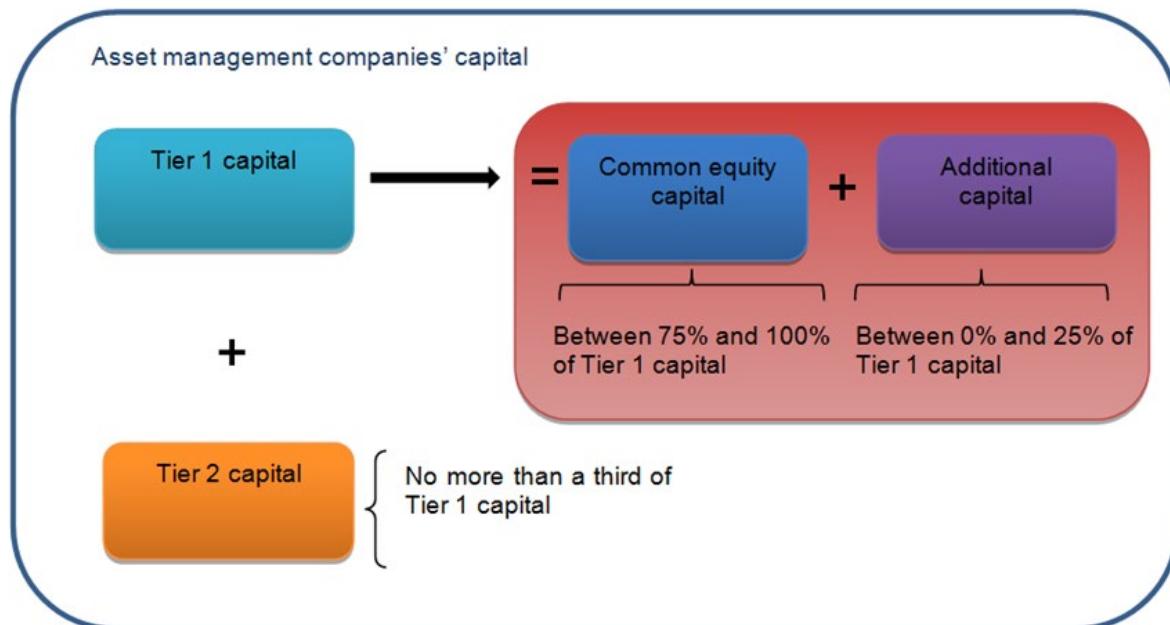 Asset management companies’ capital
Tier 1 capital
=
Common equity
capital
+
Additional
capital
Between 75% and 100%
of Tier 1 capital
Between 0% and 25% of
Tier 1 capital
+
Tier 2 capital
No more than a third of
Tier 1 capital